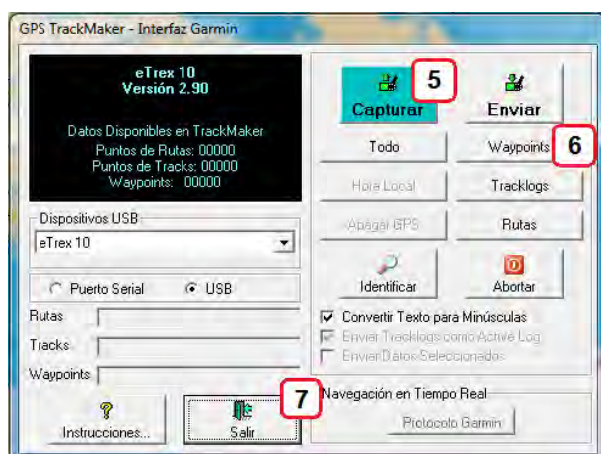 GPS TrackMaker - Interfaz Garmin
eTrex 10
Versión 2.90
Datos Disponibles en TrackMaker
Puntos de Rutas: 00000
Puntos de Tracks: 00000
Waypoints: 00000
Dispositivos USB
eTrex 10
Puerto Serial
USB
Rutas
Tracks
Waypoints
?
Instrucciones...
Salir
7
Capturar
5
Enviar
Todo
Waypoints
6
Hora Local
Tracklogs
Apagar GPS
Rutas
Identificar
Abortar
Convertir Texto para Minúsculas
Enviar Tracklogs como Active Log
Enviar Datos Seleccionados
Navegación en Tiempo Real
Protocolo Garmin